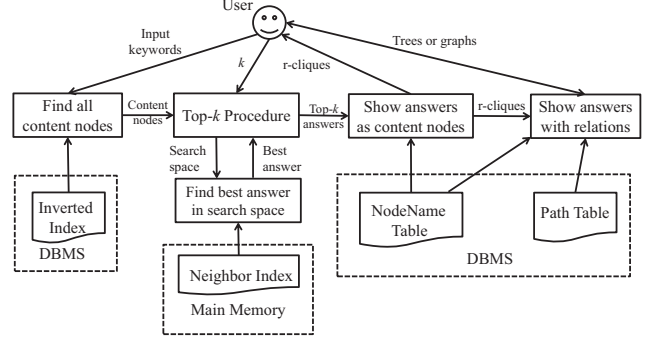 User
Input
keywords
k
r-cliques
Trees or graphs
Find all
content nodes
Content
nodes
Top-k Procedure
Top-k
answers
Show answers
as content nodes
r-cliques
Show answers
with relations
Search
space
Best
answer
Find best answer
in search space
Inverted
Index
DBMS
Neighbor Index
Main Memory
NodeName
Table
Path Table
DBMS